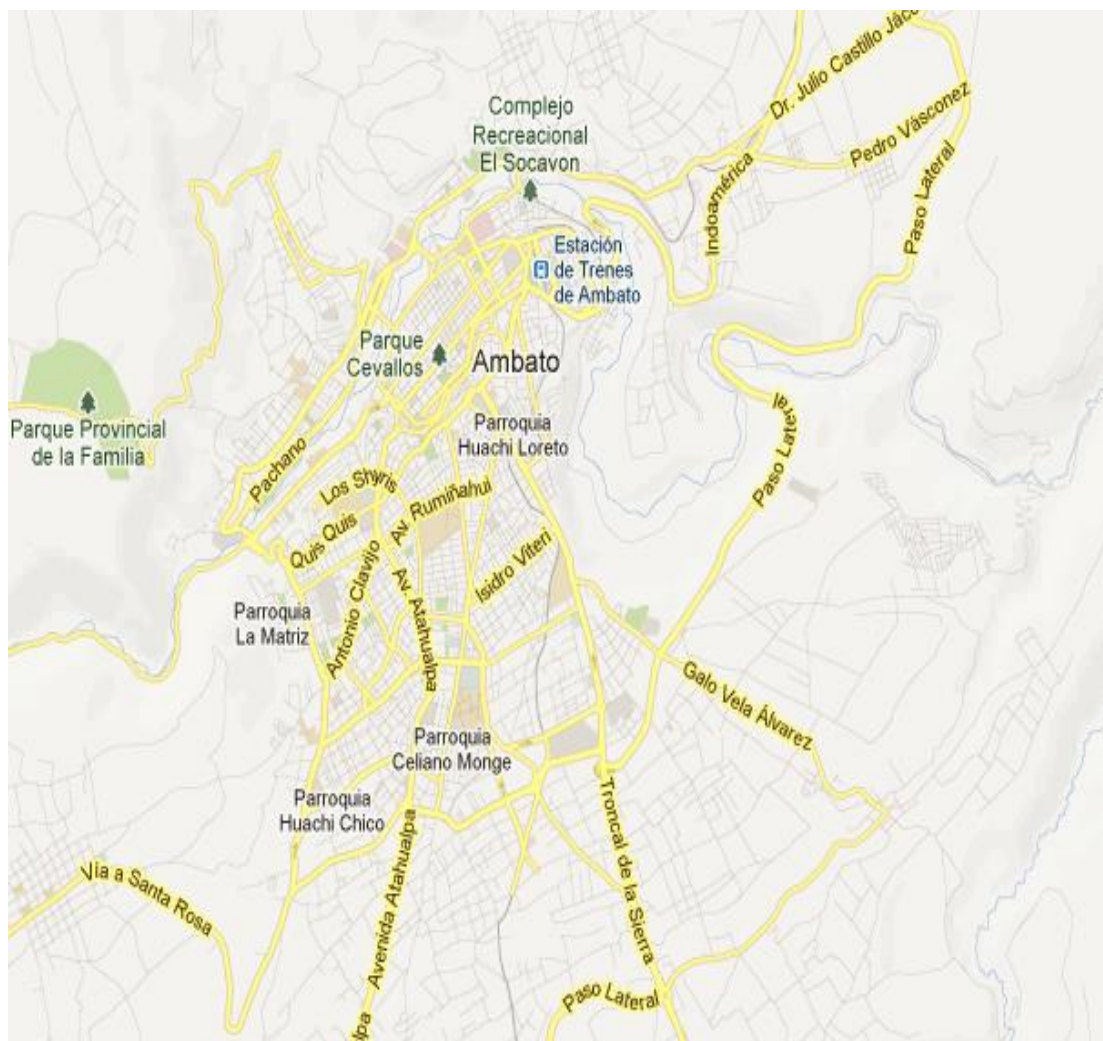 Dr. Julio Castillo Jáco
Complejo
Recreacional
El Socavon
Pedro Vásconez
Indoamérica
Paso Lateral
Estación
de Trenes
de Ambato
Parque
Cevallos
Ambato
Parque Provincial
de la Familia
Parroquia
Huachi Loreto
Paso Lateral
Pachano
Los Shyris
Av. Rumiñahui
Quis Quis
Isidro Viteri
Antonio Clavijo
Av. Atahualpa
Parroquia
La Matriz
Galo Vela Álvarez
Parroquia
Celiano Monge
Parroquia
Huachi Chico
Troncal de la Sierra
Vía a Santa Rosa
Avenida Atahualpa
Paso Lateral
lpa